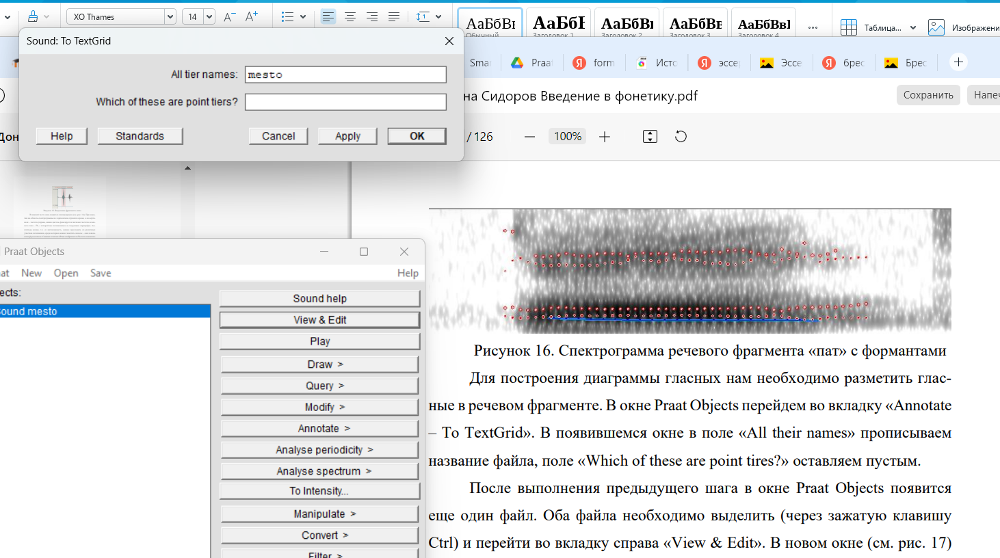 XO Thames
14
АаБбВ
АаБбІ
АаБбВı
АаБбВв
АаБбВвІ
Обычный
Заголовок 1
Заголовок 2
Заголовок 3
Заголовок 4
Таблица...
Изображени
Sound: To TextGrid
All tier names:
mesto
Which of these are point tiers?
Help
Standards
Cancel
Apply
OK
Smar
Praat
form
Исто
эссе
Эссе
брес
Брес
на Сидоров Введение в фонетику.pdf
Сохранить
Напеч
Дон
/ 126
100%
Praat Objects
at
New
Open
Save
Help
ects:
ound mesto
Sound help
View & Edit
Play
Draw >
Query >
Modify >
Annotate >
Analyse periodicity >
Analyse spectrum >
To Intensity...
Manipulate >
Convert >
Filter >
Рисунок 16. Спектрограмма речевого фрагмента «пат» с формантами
Для построения диаграммы гласных нам необходимо разметить глас-
ные в речевом фрагменте. В окне Praat Objects перейдем во вкладку «Annotate
– To TextGrid». В появившемся окне в поле «All their names» прописываем
название файла, поле «Which of these are point tires?» оставляем пустым.
После выполнения предыдущего шага в окне Praat Objects появится
еще один файл. Оба файла необходимо выделить (через зажатую клавишу
Ctrl) и перейти во вкладку справа «View & Edit». В новом окне (см. рис. 17)